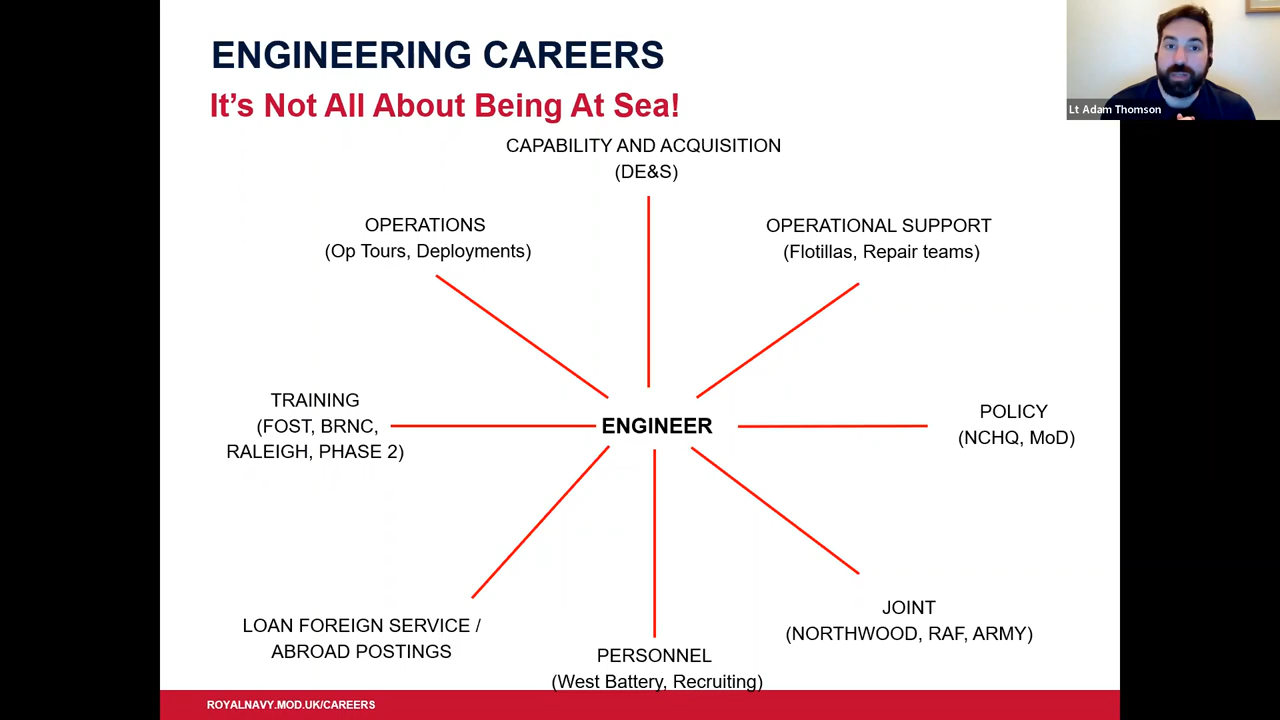 ENGINEERING CAREERS
It's Not All About Being At Sea!
Lt Adam Thomson
CAPABILITY AND ACQUISITION
(DE&S)
OPERATIONS
(Op Tours, Deployments)
OPERATIONAL SUPPORT
(Flotillas, Repair teams)
TRAINING
(FOST, BRNC,
RALEIGH, PHASE 2)
ENGINEER
POLICY
(NCHQ, MoD)
LOAN FOREIGN SERVICE /
ABROAD POSTINGS
PERSONNEL
(West Battery, Recruiting)
JOINT
(NORTHWOOD, RAF, ARMY)
ROYALNAVY.MOD.UK/CAREERS